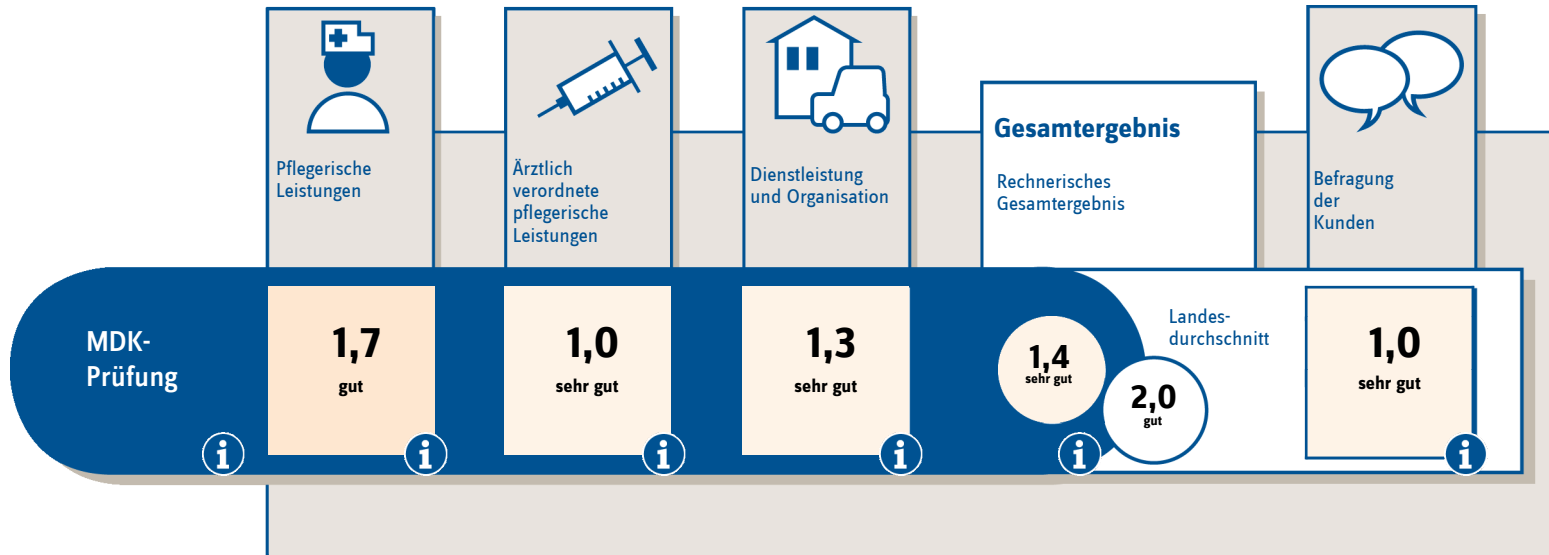 Pflegerische
Leistungen
Ärztlich
verordnete
pflegerische
Leistungen
Dienstleistung
und Organisation
Gesamtergebnis
Rechnerisches
Gesamtergebnis
Befragung
der
Kunden
MDK-
Prüfung
1,7
gut
1,0
sehr gut
1,3
sehr gut
1,4
sehr gut
Landes-
durchschnitt
2,0
gut
1,0
sehr gut
i
i
i
i
i
i